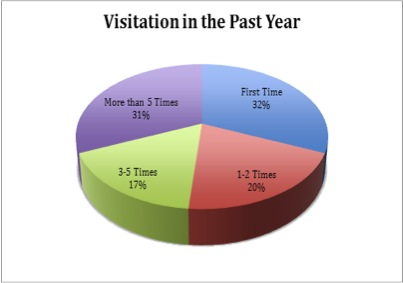 Visitation in the Past Year
First Time
32%
More than 5 Times
31%
3-5 Times
17%
1-2 Times
20%